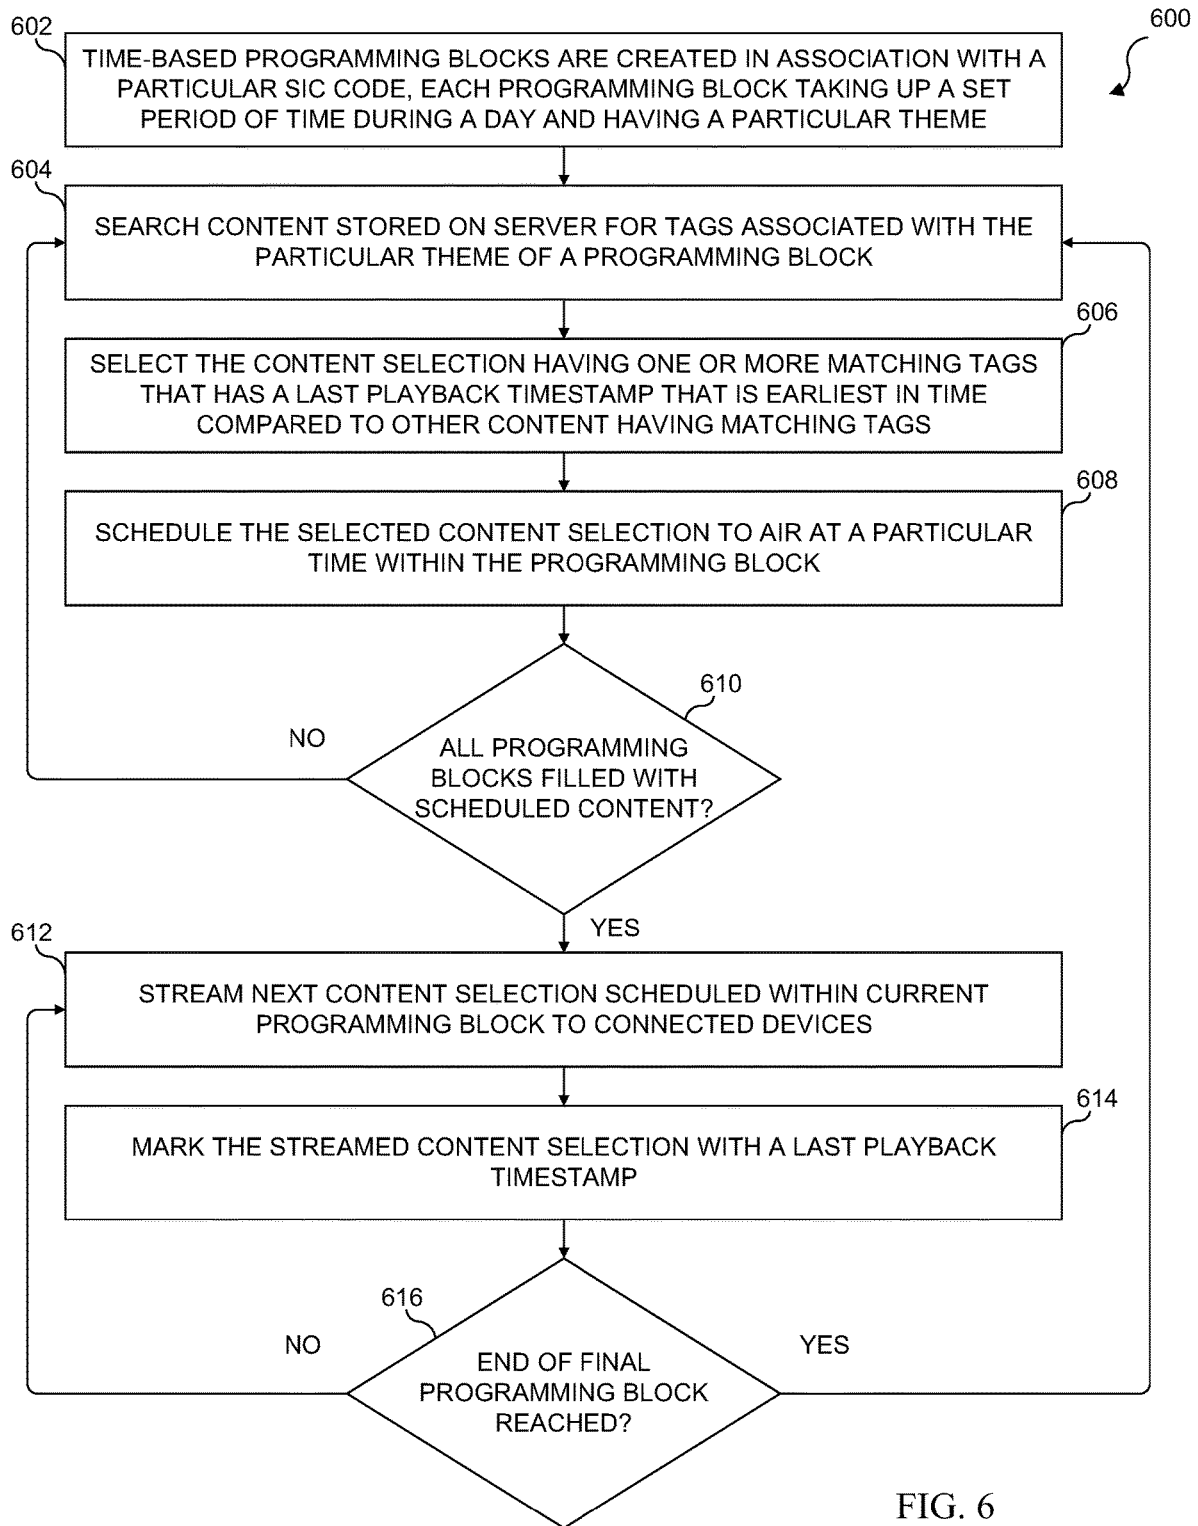 602
600
TIME-BASED PROGRAMMING BLOCKS ARE CREATED IN ASSOCIATION WITH A
PARTICULAR SIC CODE, EACH PROGRAMMING BLOCK TAKING UP A SET
PERIOD OF TIME DURING A DAY AND HAVING A PARTICULAR THEME
604
SEARCH CONTENT STORED ON SERVER FOR TAGS ASSOCIATED WITH THE
PARTICULAR THEME OF A PROGRAMMING BLOCK
606
SELECT THE CONTENT SELECTION HAVING ONE OR MORE MATCHING TAGS
THAT HAS A LAST PLAYBACK TIMESTAMP THAT IS EARLIEST IN TIME
COMPARED TO OTHER CONTENT HAVING MATCHING TAGS
608
SCHEDULE THE SELECTED CONTENT SELECTION TO AIR AT A PARTICULAR
TIME WITHIN THE PROGRAMMING BLOCK
610
NO
ALL PROGRAMMING
BLOCKS FILLED WITH
SCHEDULED CONTENT?
YES
612
STREAM NEXT CONTENT SELECTION SCHEDULED WITHIN CURRENT
PROGRAMMING BLOCK TO CONNECTED DEVICES
614
MARK THE STREAMED CONTENT SELECTION WITH A LAST PLAYBACK
TIMESTAMP
616
NO
YES
END OF FINAL
PROGRAMMING BLOCK
REACHED?
FIG. 6